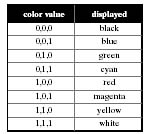 color value displayed
0,0,0 black
0,0,1 blue
0,1,0 green
0,1,1 cyan
1,0,0 red
1,0,1 magenta
1,1,0 yellow
1,1,1 white